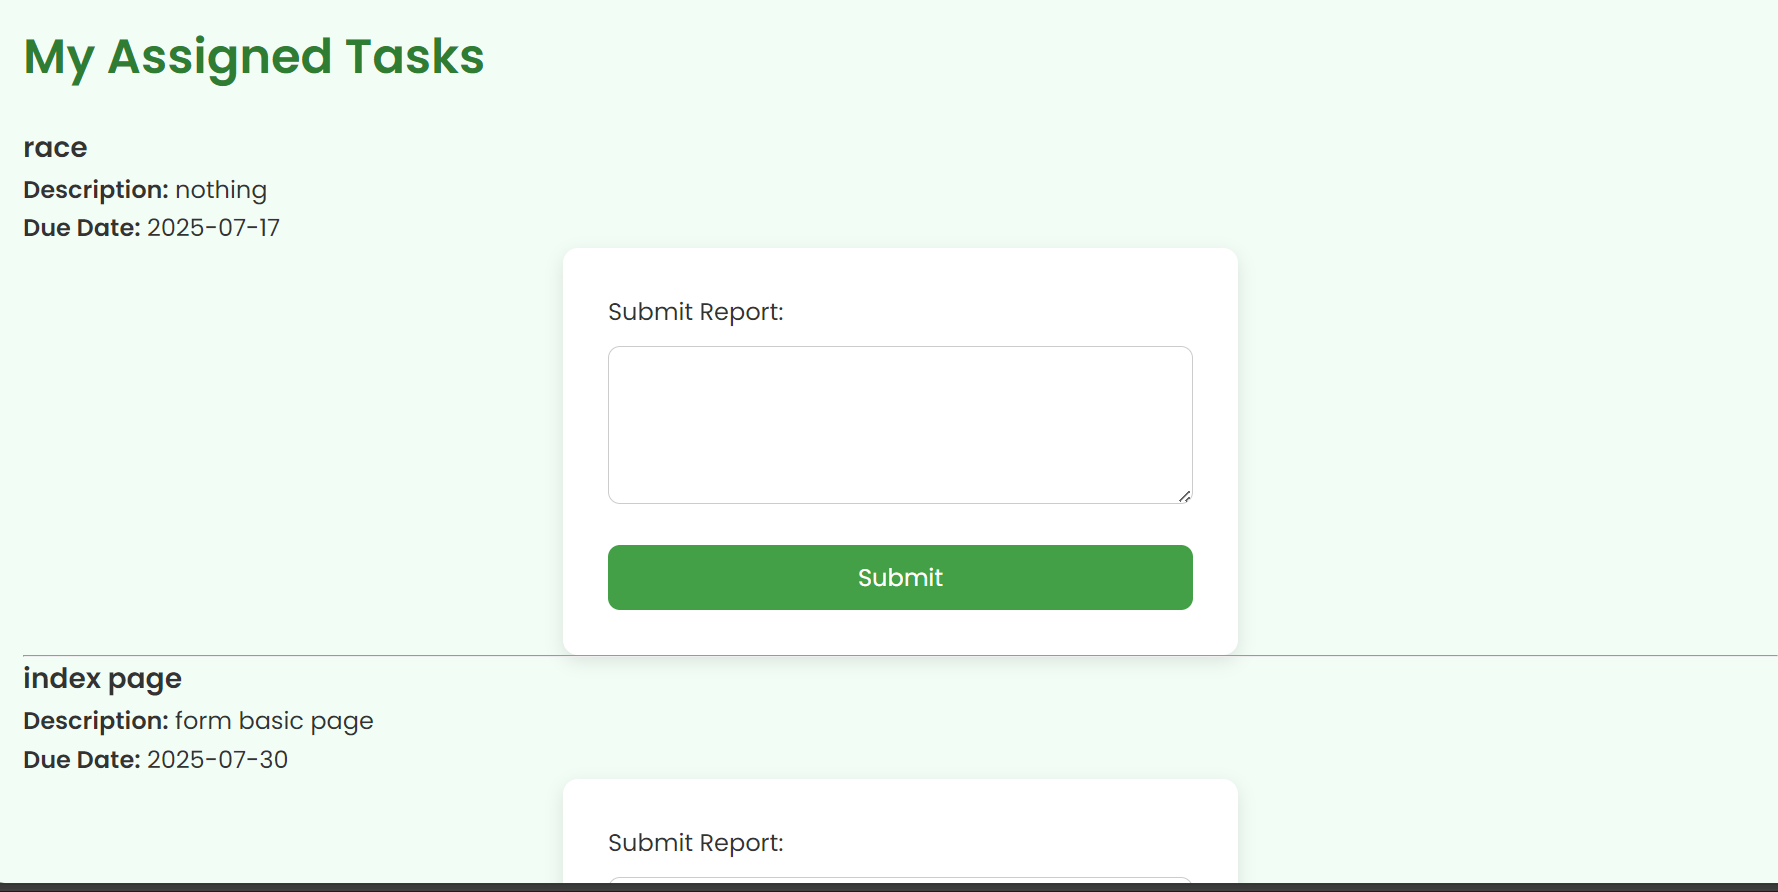 My Assigned Tasks
race
Description: nothing
Due Date: 2025-07-17
Submit Report:
Submit
index page
Description: form basic page
Due Date: 2025-07-30
Submit Report: